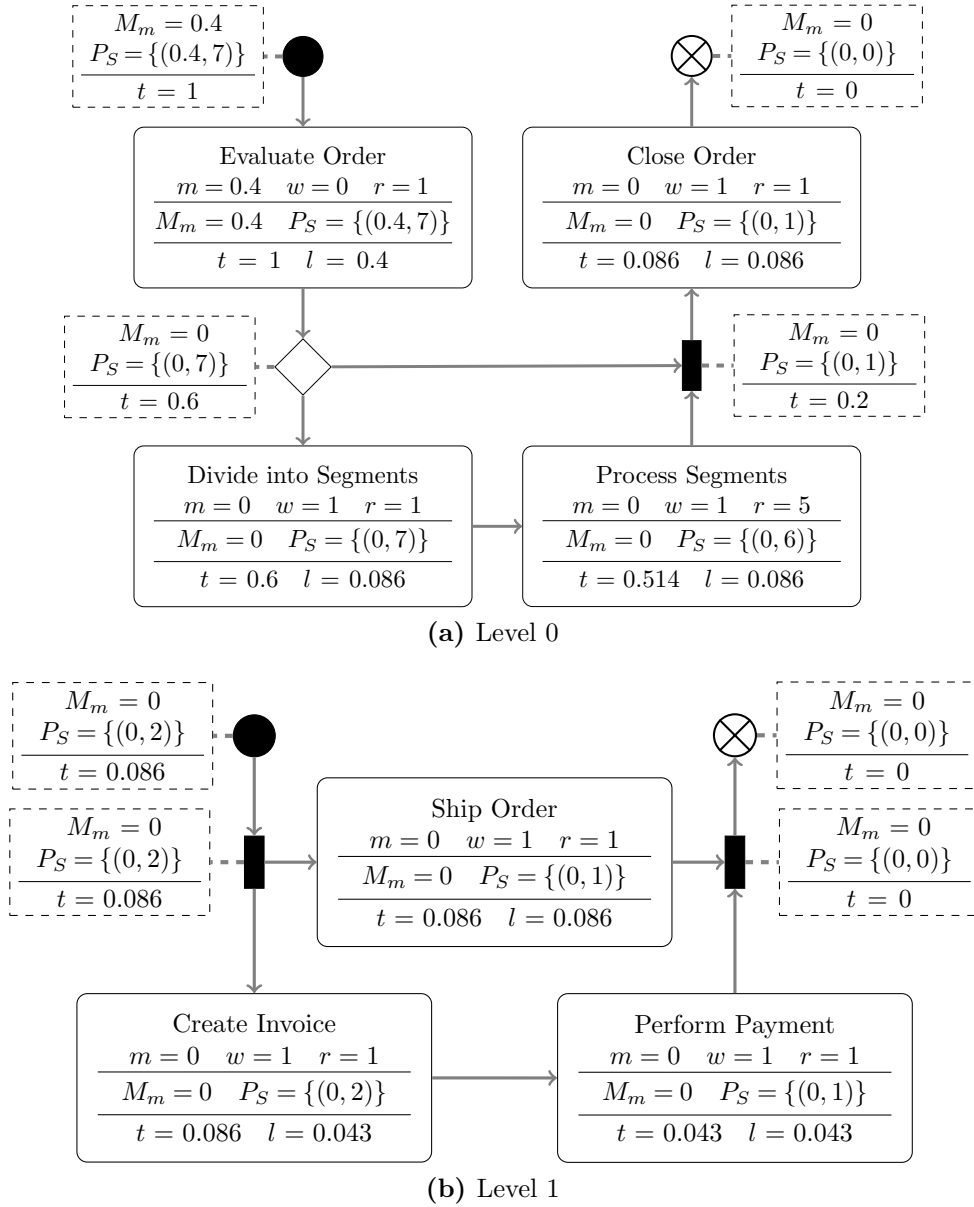 M_m = 0.4
P_S = {(0.4, 7)}
t = 1
M_m = 0
P_S = {(0, 0)}
t = 0
Evaluate Order
m = 0.4 w = 0 r = 1
M_m = 0.4 P_S = {(0.4, 7)}
t = 1 l = 0.4
Close Order
m = 0 w = 1 r = 1
M_m = 0 P_S = {(0, 1)}
t = 0.086 l = 0.086
M_m = 0
P_S = {(0, 7)}
t = 0.6
M_m = 0
P_S = {(0, 1)}
t = 0.2
Divide into Segments
m = 0 w = 1 r = 1
M_m = 0 P_S = {(0, 7)}
t = 0.6 l = 0.086
Process Segments
m = 0 w = 1 r = 5
M_m = 0 P_S = {(0, 6)}
t = 0.514 l = 0.086
(a) Level 0
M_m = 0
P_S = {(0, 2)}
t = 0.086
M_m = 0
P_S = {(0, 0)}
t = 0
M_m = 0
P_S = {(0, 2)}
t = 0.086
Ship Order
m = 0 w = 1 r = 1
M_m = 0 P_S = {(0, 1)}
t = 0.086 l = 0.086
M_m = 0
P_S = {(0, 0)}
t = 0
Create Invoice
m = 0 w = 1 r = 1
M_m = 0 P_S = {(0, 2)}
t = 0.086 l = 0.043
Perform Payment
m = 0 w = 1 r = 1
M_m = 0 P_S = {(0, 1)}
t = 0.043 l = 0.043
(b) Level 1